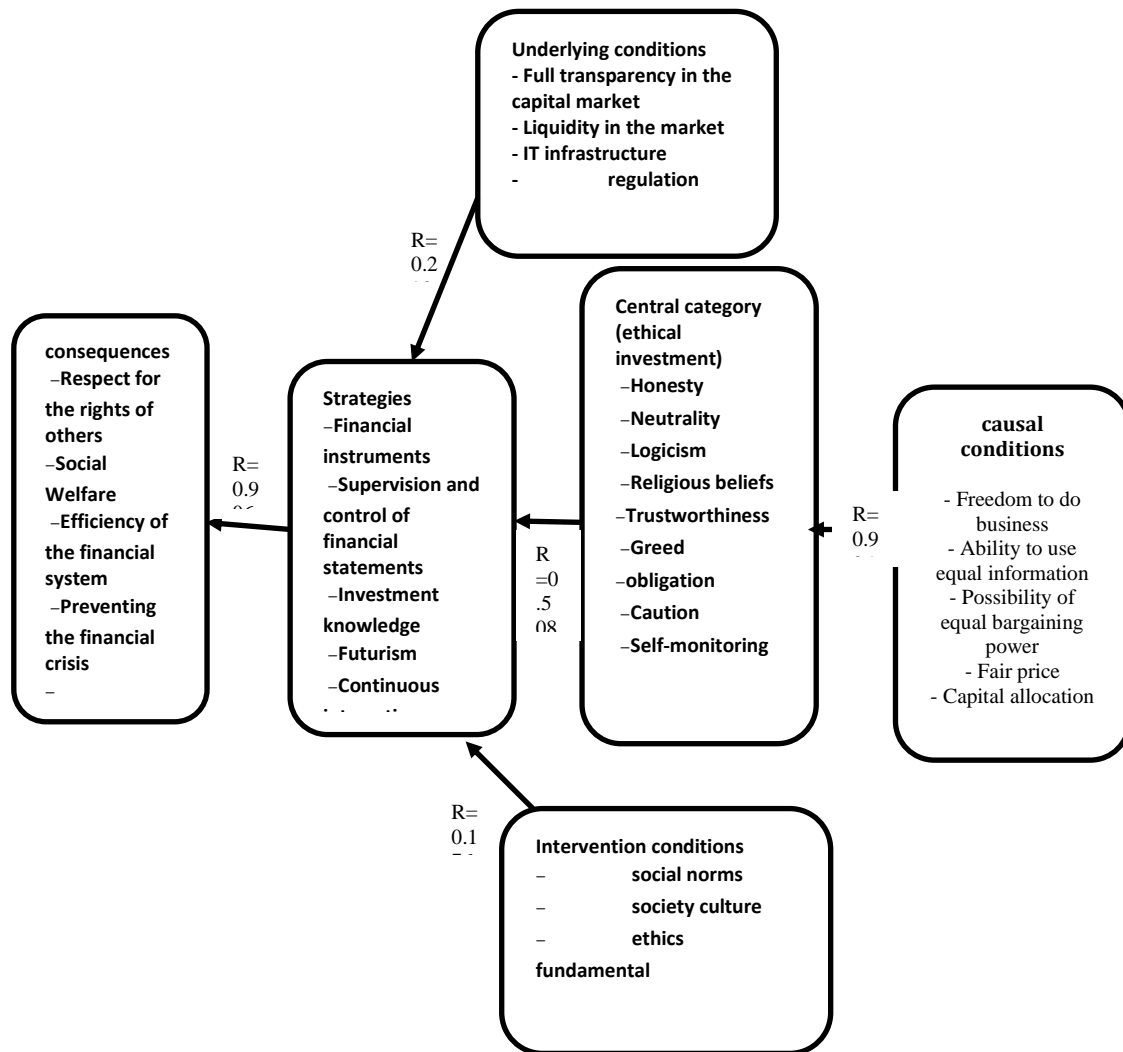 Underlying conditions
- Full transparency in the
capital market
- Liquidity in the market
- IT infrastructure
- regulation
R=
0.2
Central category
(ethical
investment)
–Honesty
–Neutrality
–Logicism
–Religious beliefs
–Trustworthiness
–Greed
–obligation
–Caution
–Self-monitoring
consequences
–Respect for
the rights of
others
–Social
Welfare
–Efficiency of
the financial
system
–Preventing
the financial
crisis
–
R=
0.9
Strategies
–Financial
instruments
–Supervision and
control of
financial
statements
–Investment
knowledge
–Futurism
–Continuous
R
=0
.5
08
R=
0.9
causal
conditions
- Freedom to do
business
- Ability to use
equal information
- Possibility of
equal bargaining
power
- Fair price
- Capital allocation
R=
0.1
Intervention conditions
– social norms
– society culture
– ethics
fundamental